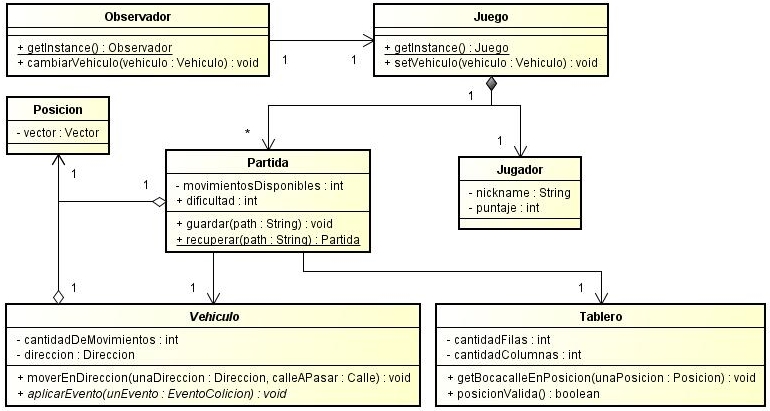 Observador
+ getInstance() : Observador
+ cambiarVehiculo(vehiculo : Vehiculo) : void
1
1
Juego
+ getInstance() : Juego
+ setVehiculo(vehiculo : Vehiculo) : void
1
*
1
Posicion
- vector : Vector
1
1
Partida
- movimientosDisponibles : int
+ dificultad : int
+ guardar(path : String) : void
+ recuperar(path : String) : Partida
Jugador
- nickname : String
- puntaje : int
1
1
1
Vehiculo
- cantidadDeMovimientos : int
- direccion : Direccion
+ moverEnDireccion(unaDireccion : Direccion, calleAPasar : Calle) : void
+ aplicarEvento(unEvento : EventoColicion) : void
Tablero
- cantidadFilas : int
- cantidadColumnas : int
+ getBocacalleEnPosicion(unaPosicion : Posicion) : void
+ posicionValida() : boolean